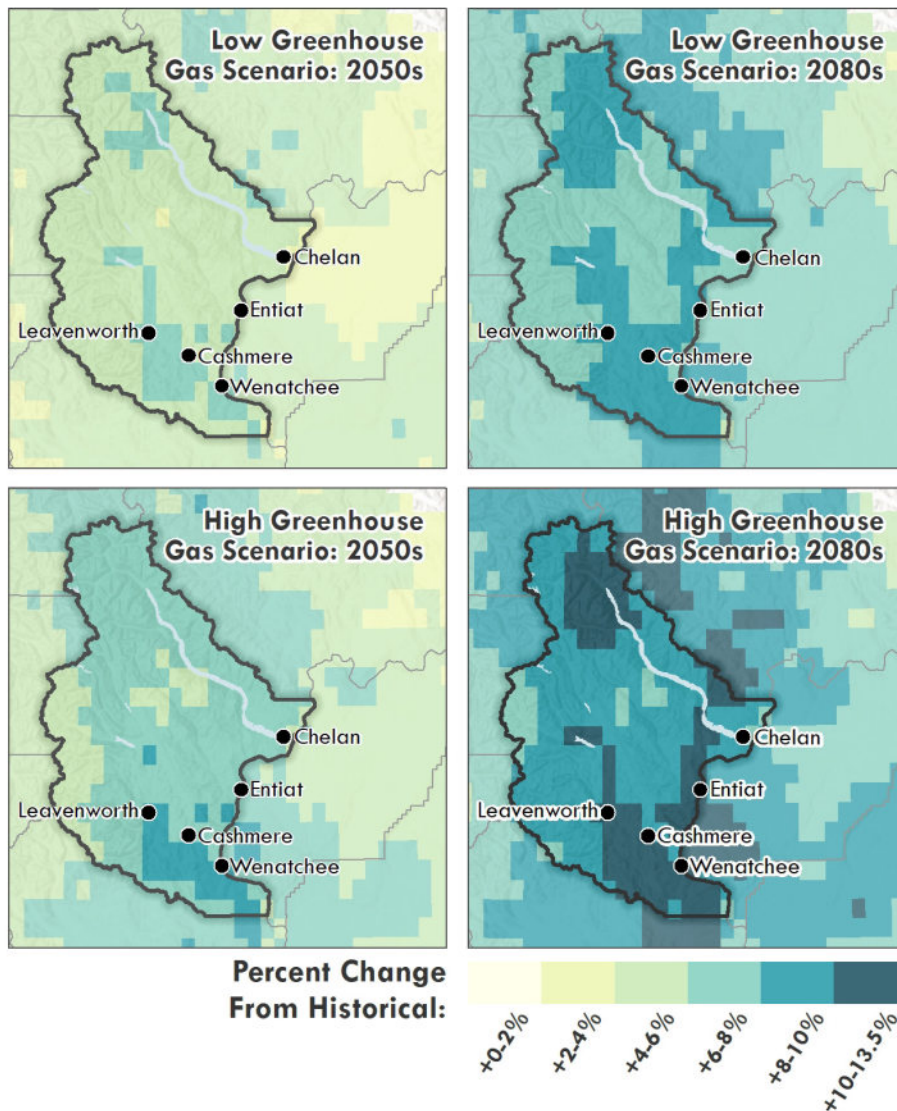 Low Greenhouse
Gas Scenario: 2050s
Chelan
Entiat
Leavenworth
Cashmere
Wenatchee
Low Greenhouse
Gas Scenario: 2080s
Chelan
Entiat
Leavenworth
Cashmere
Wenatchee
High Greenhouse
Gas Scenario: 2050s
Chelan
Entiat
Leavenworth
Cashmere
Wenatchee
High Greenhouse
Gas Scenario: 2080s
Chelan
Entiat
Leavenworth
Cashmere
Wenatchee
Percent Change
From Historical:
+0-2%
+2-4%
+4-6%
+6-8%
+8-10%
+10-13.5%